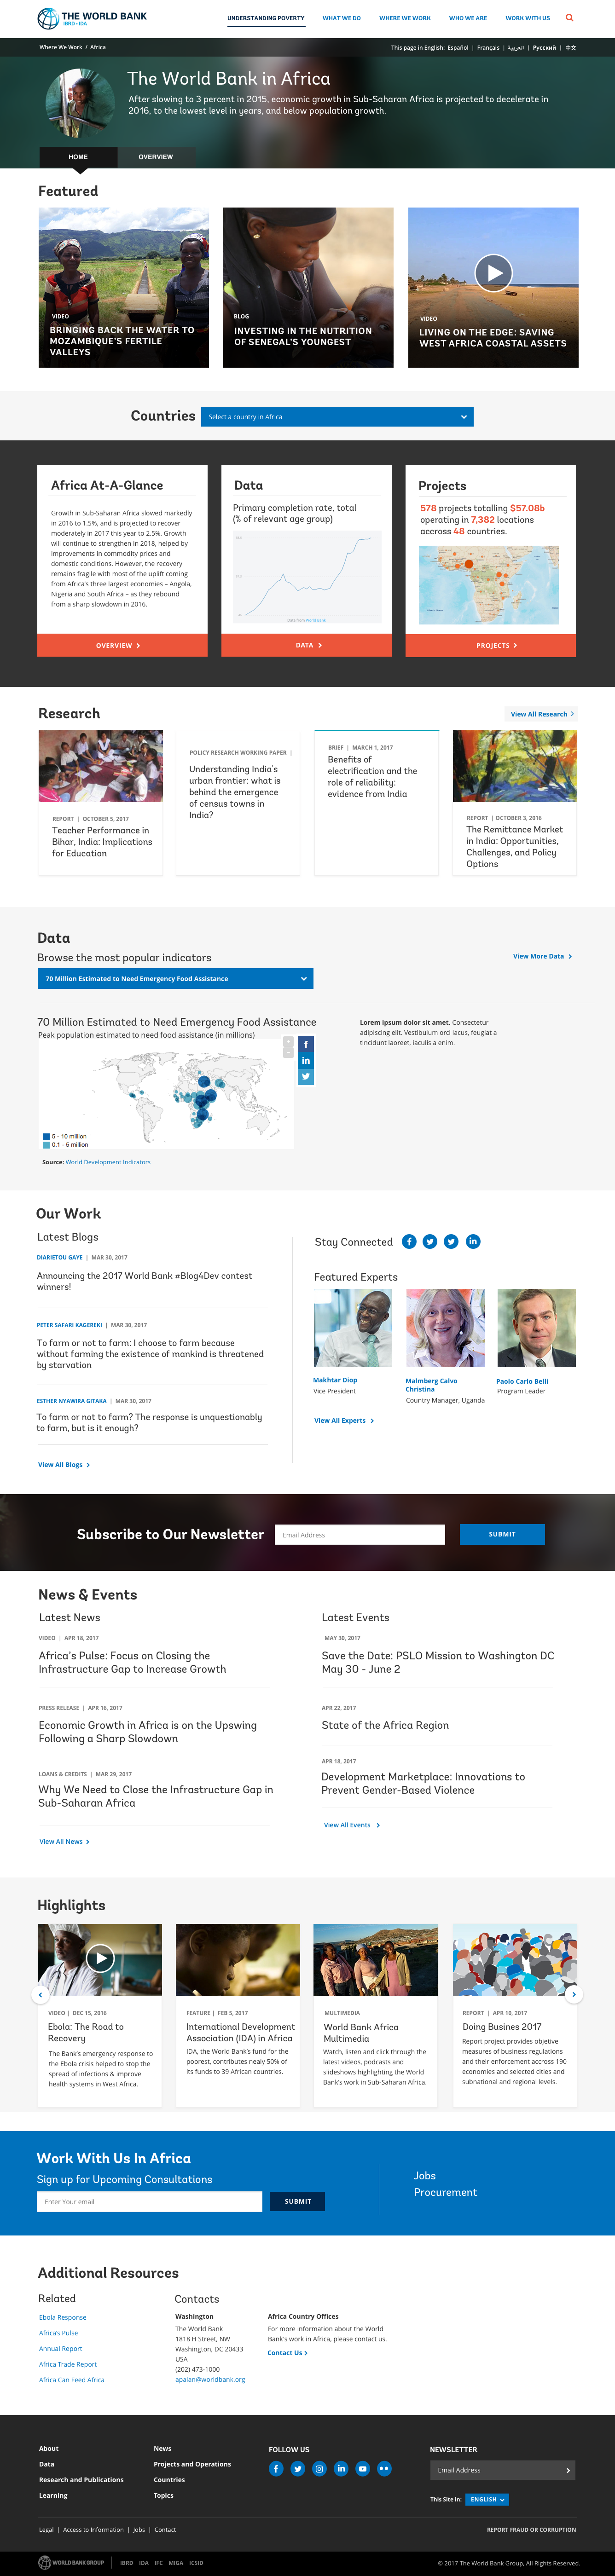 THE WORLD BANK
IBRD • IDA
UNDERSTANDING POVERTY
WHAT WE DO
WHERE WE WORK
WHO WE ARE
WORK WITH US
Where We Work / Africa
This page in English: Español | Français | العربية | Русский | 中文
The World Bank in Africa
After slowing to 3 percent in 2015, economic growth in Sub-Saharan Africa is projected to decelerate in
2016, to the lowest level in years, and below population growth.
HOME
OVERVIEW
Featured
VIDEO
BRINGING BACK THE WATER TO
MOZAMBIQUE'S FERTILE
VALLEYS
BLOG
INVESTING IN THE NUTRITION
OF SENEGAL'S YOUNGEST
VIDEO
LIVING ON THE EDGE: SAVING
WEST AFRICA COASTAL ASSETS
Countries
Select a country in Africa
Africa At-A-Glance
Growth in Sub-Saharan Africa slowed markedly
in 2016 to 1.5%, and is projected to recover
moderately in 2017 this year to 2.5%. Growth
will continue to strengthen in 2018, helped by
improvements in commodity prices and
domestic conditions. However, the recovery
remains fragile with most of the uplift coming
from Africa's three largest economies – Angola,
Nigeria and South Africa – as they rebound
from a sharp slowdown in 2016.
OVERVIEW
Data
Primary completion rate, total
(% of relevant age group)
Data from World Bank
DATA
Projects
578 projects totalling $57.08b
operating in 7,382 locations
accross 48 countries.
PROJECTS
Research
View All Research
REPORT | OCTOBER 5, 2017
Teacher Performance in
Bihar, India: Implications
for Education
POLICY RESEARCH WORKING PAPER |
Understanding India's
urban frontier: what is
behind the emergence
of census towns in
India?
BRIEF | MARCH 1, 2017
Benefits of
electrification and the
role of reliability:
evidence from India
REPORT | OCTOBER 3, 2016
The Remittance Market
in India: Opportunities,
Challenges, and Policy
Options
Data
Browse the most popular indicators
View More Data
70 Million Estimated to Need Emergency Food Assistance
70 Million Estimated to Need Emergency Food Assistance
Peak population estimated to need food assistance (in millions)
5 - 10 million
0.1 - 5 million
Source: World Development Indicators
Lorem ipsum dolor sit amet. Consectetur
adipiscing elit. Vestibulum orci lacus, feugiat a
tincidunt laoreet, iaculis a enim.
Our Work
Latest Blogs
DIARIETOU GAYE | MAR 30, 2017
Announcing the 2017 World Bank #Blog4Dev contest
winners!
PETER SAFARI KAGEREKI | MAR 30, 2017
To farm or not to farm: I choose to farm because
without farming the existence of mankind is threatened
by starvation
ESTHER NYAWIRA GITAKA | MAR 30, 2017
To farm or not to farm? The response is unquestionably
to farm, but is it enough?
View All Blogs
Stay Connected
Featured Experts
Makhtar Diop
Vice President
Malmberg Calvo
Christina
Country Manager, Uganda
Paolo Carlo Belli
Program Leader
View All Experts
Subscribe to Our Newsletter
Email Address
SUBMIT
News & Events
Latest News
VIDEO | APR 18, 2017
Africa's Pulse: Focus on Closing the
Infrastructure Gap to Increase Growth
PRESS RELEASE | APR 16, 2017
Economic Growth in Africa is on the Upswing
Following a Sharp Slowdown
LOANS & CREDITS | MAR 29, 2017
Why We Need to Close the Infrastructure Gap in
Sub-Saharan Africa
View All News
Latest Events
MAY 30, 2017
Save the Date: PSLO Mission to Washington DC
May 30 - June 2
APR 22, 2017
State of the Africa Region
APR 18, 2017
Development Marketplace: Innovations to
Prevent Gender-Based Violence
View All Events
Highlights
VIDEO | DEC 15, 2016
Ebola: The Road to
Recovery
The Bank's emergency response to
the Ebola crisis helped to stop the
spread of infections & improve
health systems in West Africa.
FEATURE | FEB 5, 2017
International Development
Association (IDA) in Africa
IDA, the World Bank's fund for the
poorest, contributes nealy 50% of
its funds to 39 African countries.
MULTIMEDIA
World Bank Africa
Multimedia
Watch, listen and click through the
latest videos, podcasts and
slideshows highlighting the World
Bank's work in Sub-Saharan Africa.
REPORT | APR 10, 2017
Doing Busines 2017
Report project provides objetive
measures of business regulations
and their enforcement accross 190
economies and selected cities and
subnational and regional levels.
Work With Us In Africa
Sign up for Upcoming Consultations
Enter Your email
SUBMIT
Jobs
Procurement
Additional Resources
Related
Ebola Response
Africa's Pulse
Annual Report
Africa Trade Report
Africa Can Feed Africa
Contacts
Washington
The World Bank
1818 H Street, NW
Washington, DC 20433
USA
(202) 473-1000
apalan@worldbank.org
Africa Country Offices
For more information about the World
Bank's work in Africa, please contact us.
Contact Us
About
Data
Research and Publications
Learning
News
Projects and Operations
Countries
Topics
FOLLOW US
NEWSLETTER
Email Address
This Site in: ENGLISH
Legal | Access to Information | Jobs | Contact
REPORT FRAUD OR CORRUPTION
WORLD BANK GROUP
IBRD IDA IFC MIGA ICSID
© 2017 The World Bank Group, All Rights Reserved.